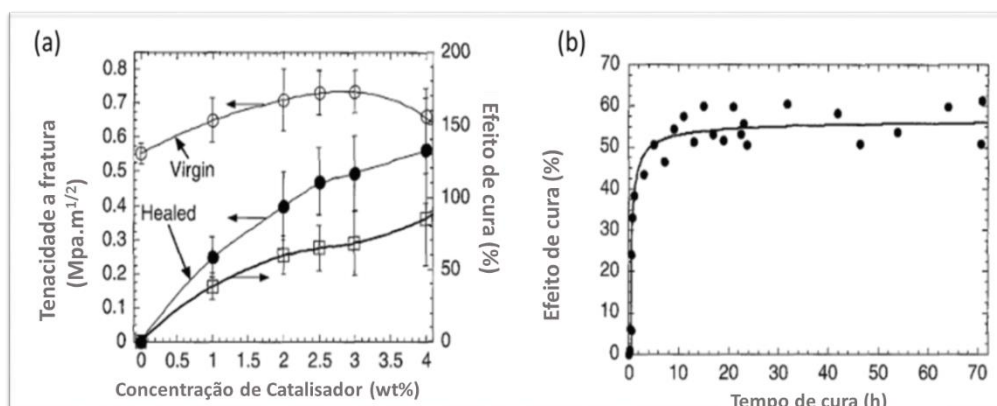 (a)
Tenacidade a fratura
(Mpa.m1/2)
0.8
0.7
0.6
0.5
0.4
0.3
0.2
0.1
0
Virgin
Healed
200
150
100
50
0
Efeito de cura (%)
0 0.5 1 1.5 2 2.5 3 3.5 4
Concentração de Catalisador (wt%)
(b)
Efeito de cura (%)
70
60
50
40
30
20
10
0
0 10 20 30 40 50 60 70
Tempo de cura (h)